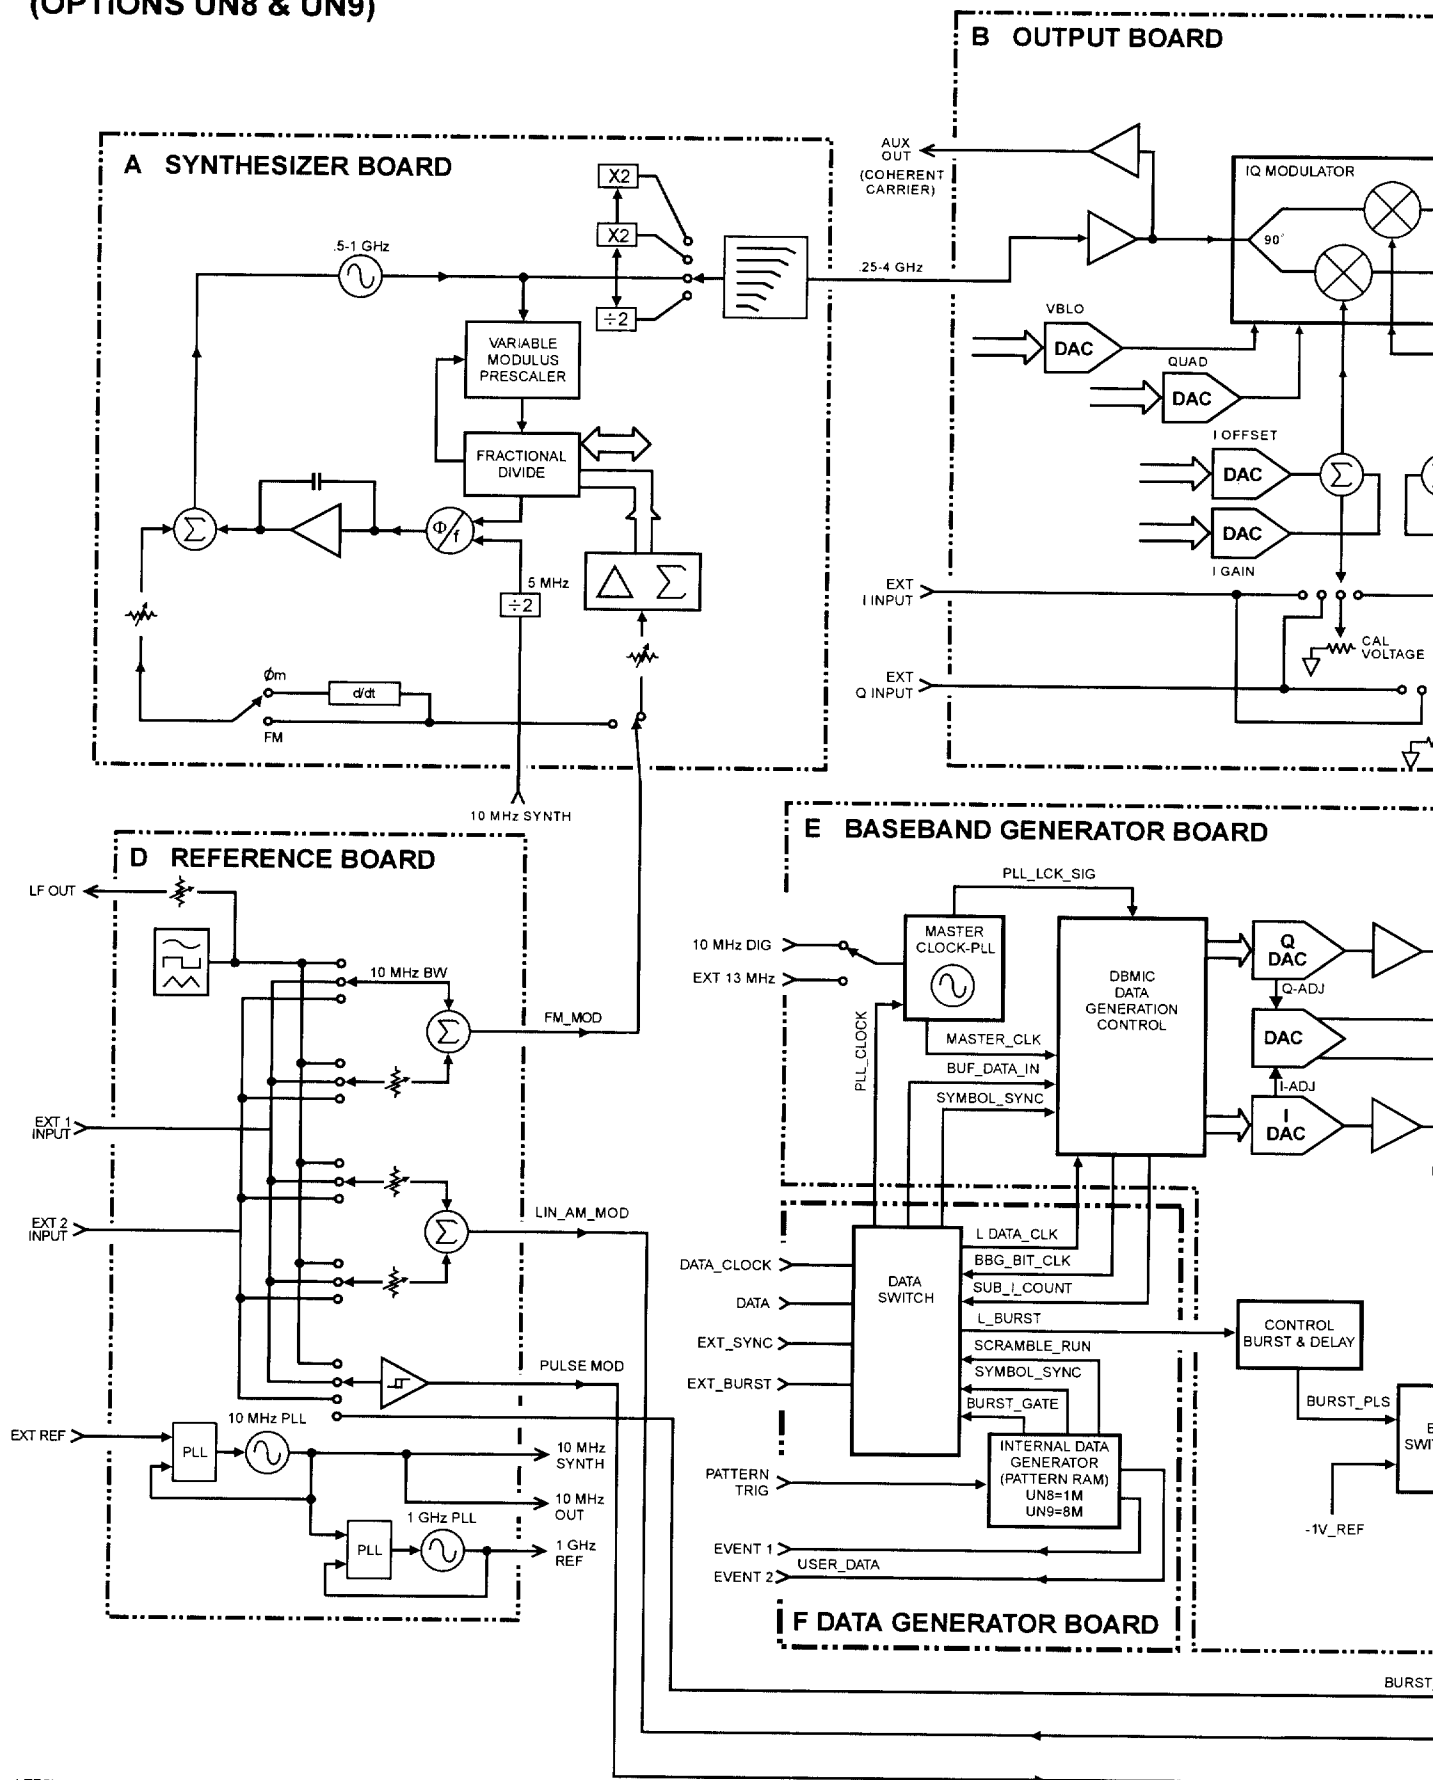 (OPTIONS UN8 & UN9)
B OUTPUT BOARD
A SYNTHESIZER BOARD
X2
X2
÷2
.5-1 GHz
.25-4 GHz
AUX
OUT
(COHERENT
CARRIER)
IQ MODULATOR
90°
VARIABLE
MODULUS
PRESCALER
FRACTIONAL
DIVIDE
VBLO
DAC
QUAD
DAC
I OFFSET
DAC
Σ
DAC
I GAIN
Σ
Φ/f
Δ Σ
5 MHz
÷2
EXT
I INPUT
CAL
VOLTAGE
EXT
Q INPUT
Øm
d/dt
FM
10 MHz SYNTH
E BASEBAND GENERATOR BOARD
D REFERENCE BOARD
LF OUT
10 MHz BW
Σ
FM_MOD
EXT 1
INPUT
EXT 2
INPUT
Σ
LIN_AM_MOD
PULSE MOD
EXT REF
PLL
10 MHz PLL
10 MHz
SYNTH
10 MHz
OUT
PLL
1 GHz PLL
1 GHz
REF
PLL_LCK_SIG
10 MHz DIG
EXT 13 MHz
MASTER
CLOCK-PLL
PLL_CLOCK
MASTER_CLK
BUF_DATA_IN
SYMBOL_SYNC
DBMIC
DATA
GENERATION
CONTROL
Q
DAC
Q-ADJ
DAC
I-ADJ
I
DAC
DATA_CLOCK
DATA
EXT_SYNC
EXT_BURST
DATA
SWITCH
L DATA_CLK
BBG_BIT_CLK
SUB_I_COUNT
L_BURST
SCRAMBLE_RUN
SYMBOL_SYNC
BURST_GATE
CONTROL
BURST & DELAY
BURST_PLS
SWI
-1V_REF
PATTERN
TRIG
INTERNAL DATA
GENERATOR
(PATTERN RAM)
UN8=1M
UN9=8M
EVENT 1
EVENT 2
USER_DATA
F DATA GENERATOR BOARD
BURST_